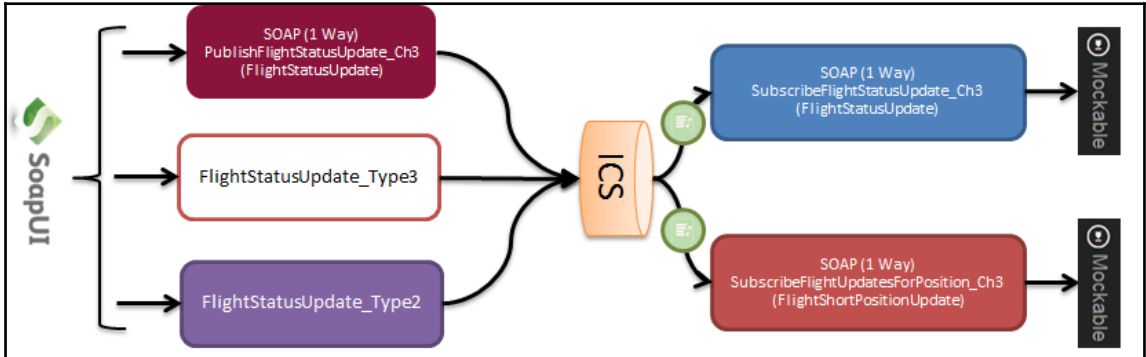 SoapUI
SOAP (1 Way)
PublishFlightStatusUpdate_Ch3
(FlightStatusUpdate)
FlightStatusUpdate_Type3
FlightStatusUpdate_Type2
ICS
SOAP (1 Way)
SubscribeFlightStatusUpdate_Ch3
(FlightStatusUpdate)
Mockable
SOAP (1 Way)
SubscribeFlightUpdatesForPosition_Ch3
(FlightShortPositionUpdate)
Mockable